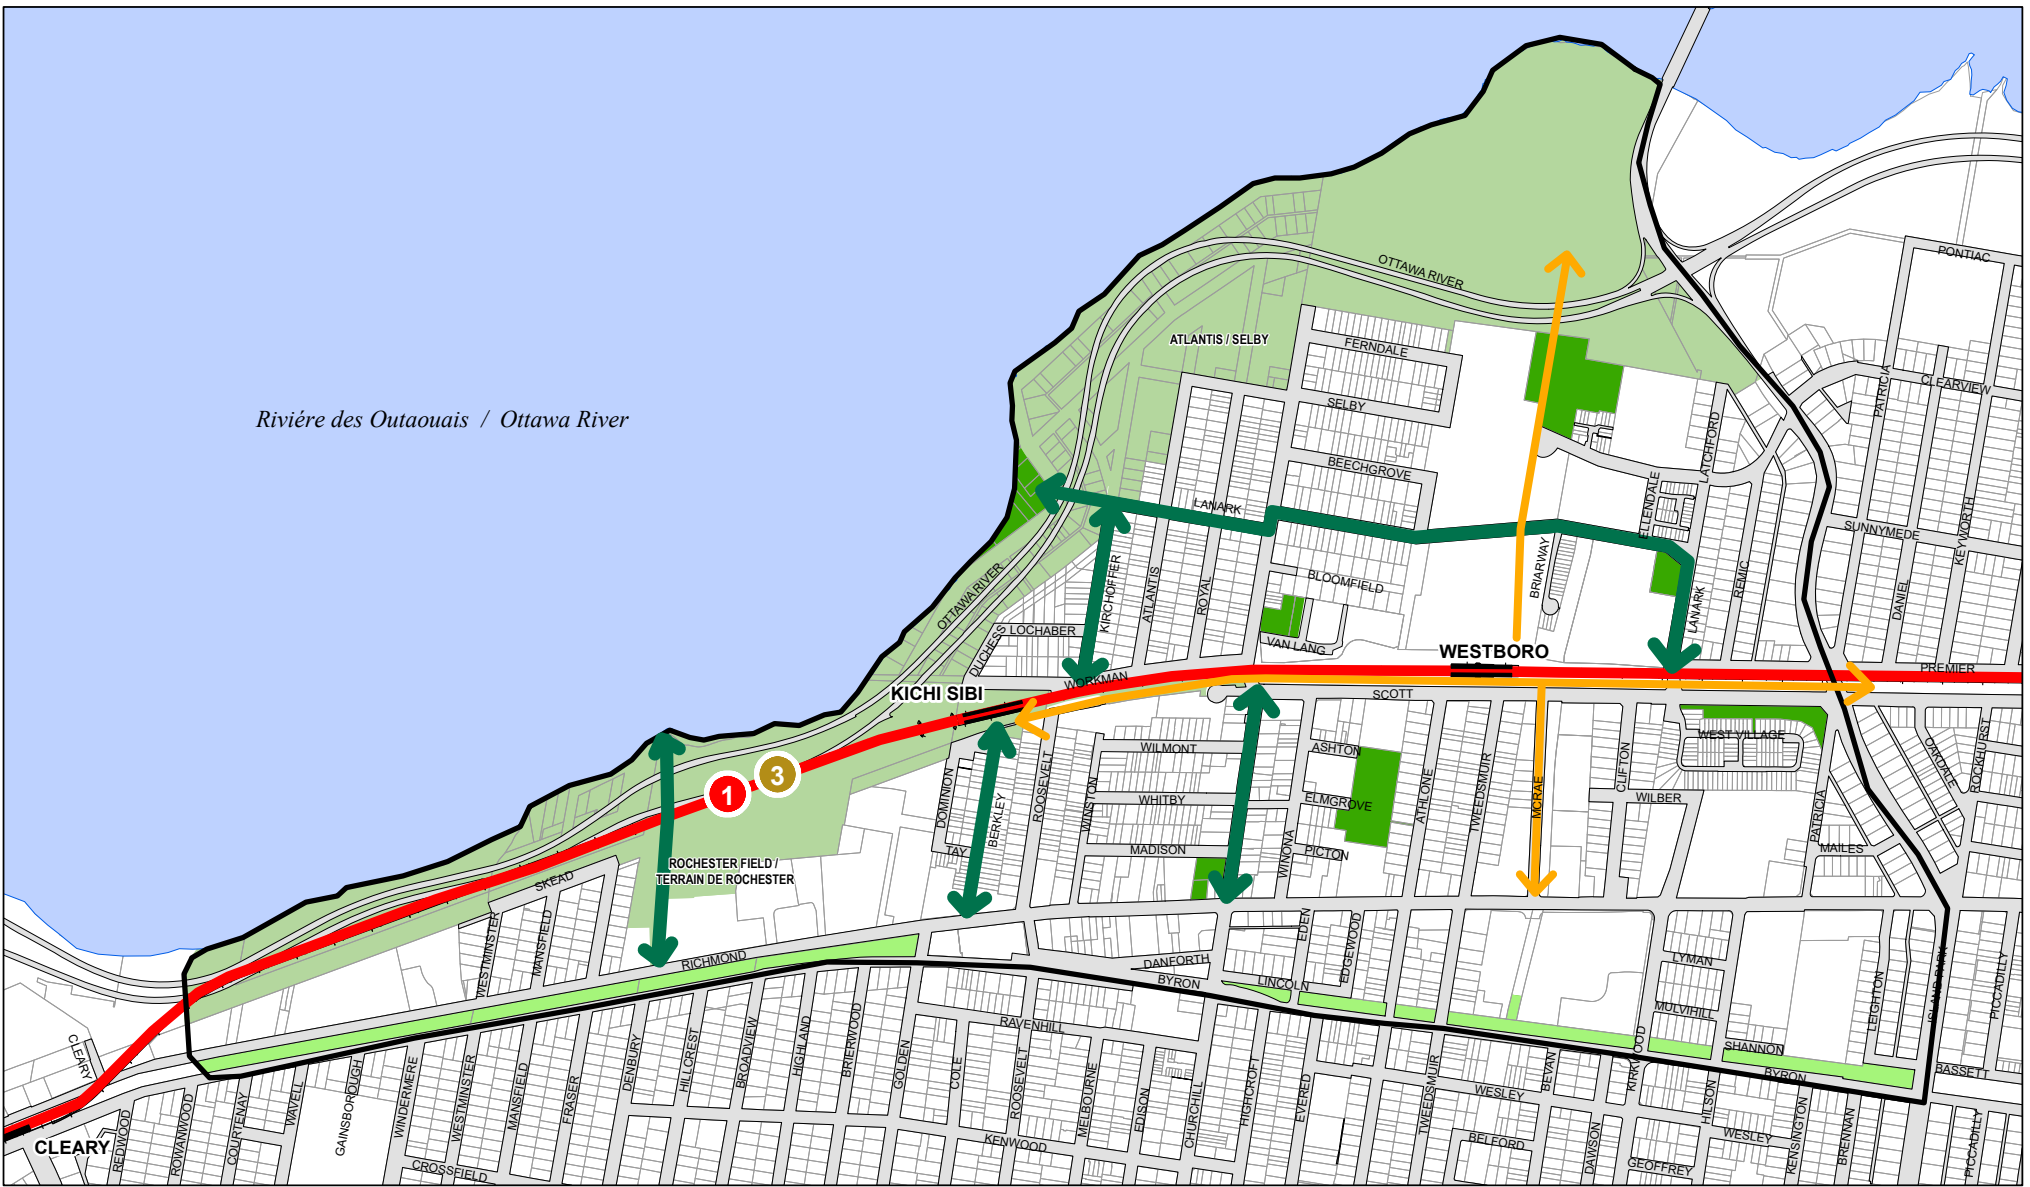 PONTIAC
OTTAWA RIVER
ATLANTIS / SELBY
FERNDALE
PATRICIA
CLEARVIEW
SELBY
Riviére des Outaouais / Ottawa River
LATCHFORD
BEECHGROVE
ELLENDALE
LANARK
SUNNYMEDE
KEYWORTH
BRIARWAY
REMIC
KIRCHOFFER
ATLANTIS
ROYAL
BLOOMFIELD
OTTAWA RIVER
DANIEL
LANARK
LOCHABER
DUCHESS
VAN LANG
WESTBORO
PREMIER
WORKMAN
KICHI SIBI
SCOTT
WEST VILLAGE
OAKDALE
ROCKHURST
WILMONT
ASHTON
1
3
DOMINION
BERKLEY
ROOSEVELT
WINSTON
WHITBY
ELMGROVE
ATHLONE
TWEEDSMUIR
MCRAE
CLIFTON
WILBER
PATRICIA
MAILES
TAY
MADISON
WINONA
PICTON
ROCHESTER FIELD /
TERRAIN DE ROCHESTER
SKEAD
WESTMINSTER
MANSFIELD
RICHMOND
EDEN
EDGEWOOD
DANFORTH
BYRON
LINCOLN
LYMAN
MULVIHILL
LEIGHTON
ISLAND PARK
PICCADILLY
CLEARY
RAVENHILL
SHANNON
BYRON
BASSETT
CLEARY
REDWOOD
ROWANWOOD
COURTENAY
WAVELL
GAINSBOROUGH
WINDERMERE
WESTMINSTER
MANSFIELD
FRASER
DENBURY
HILLCREST
BROADVIEW
HIGHLAND
BRIERWOOD
GOLDEN
COLE
ROOSEVELT
MELBOURNE
EDISON
CHURCHILL
HIGHCROFT
EVERED
TWEEDSMUIR
WESLEY
BEVAN
KIRKWOOD
HILSON
WESLEY
KENSINGTON
BRENNAN
PICCADILLY
CROSSFIELD
KENWOOD
BELFORD
DAWSON
GEOFFREY